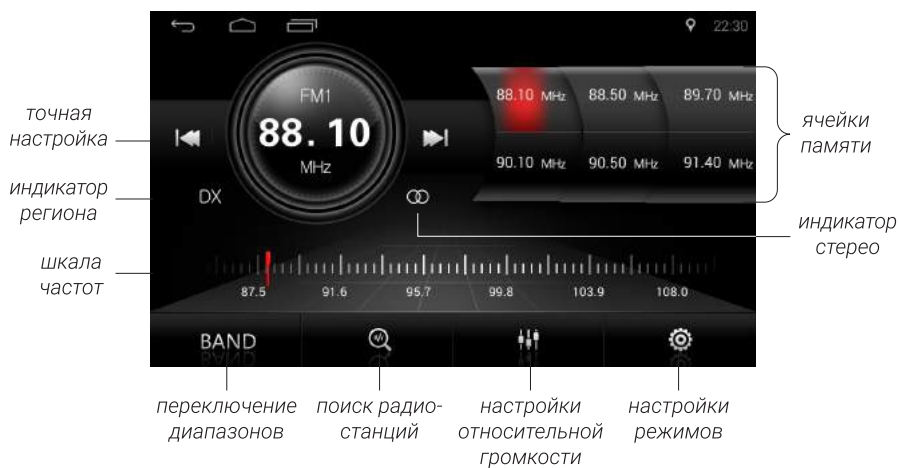 22:30
FM1
88.10
MHz
88.10 MHz 88.50 MHz 89.70 MHz
90.10 MHz 90.50 MHz 91.40 MHz
точная
настройка
ячейки
памяти
DX
индикатор
региона
индикатор
стерео
шкала
частот
87.5 91.6 95.7 99.8 103.9 108.0
BAND
переключение
диапазонов
поиск радио-
станций
настройки
относительной
громкости
настройки
режимов